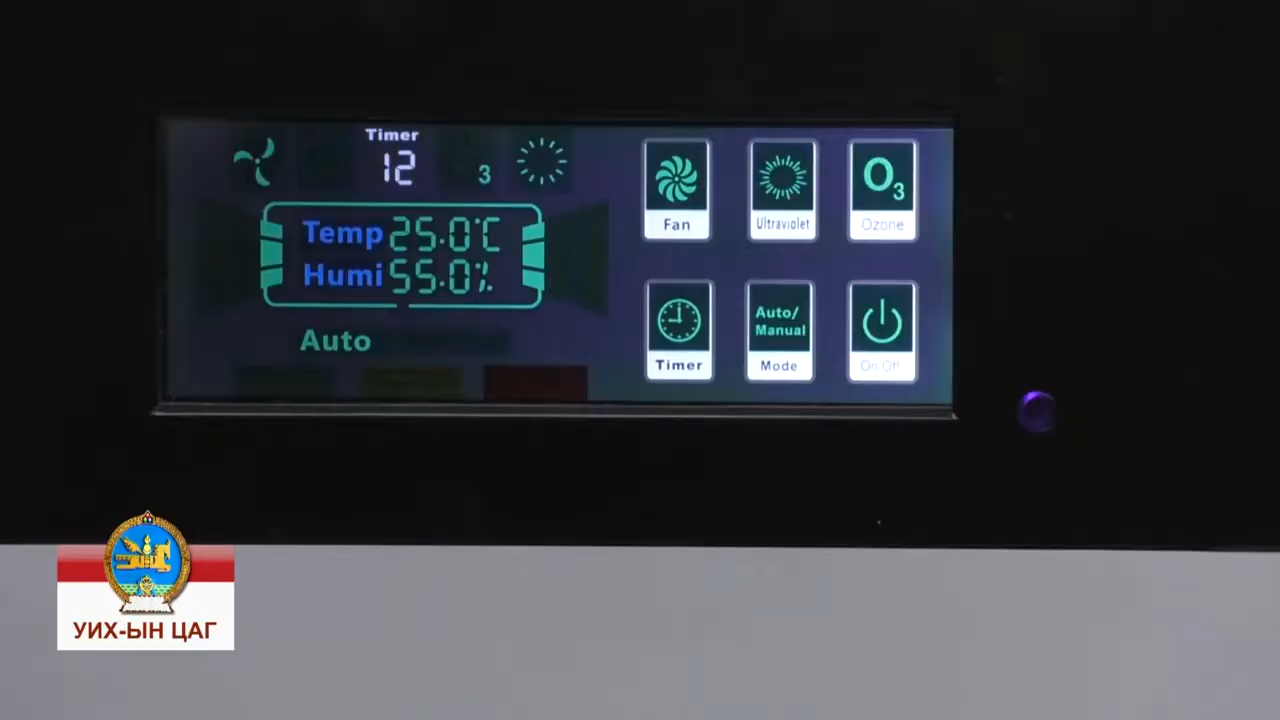 Timer
12
3
Temp 25.0°C
Humi 55.0%
Auto
Fan
Ultraviolet
O3
Ozone
Timer
Auto/
Manual
Mode
On Off
УИХ-ЫН ЦАГ